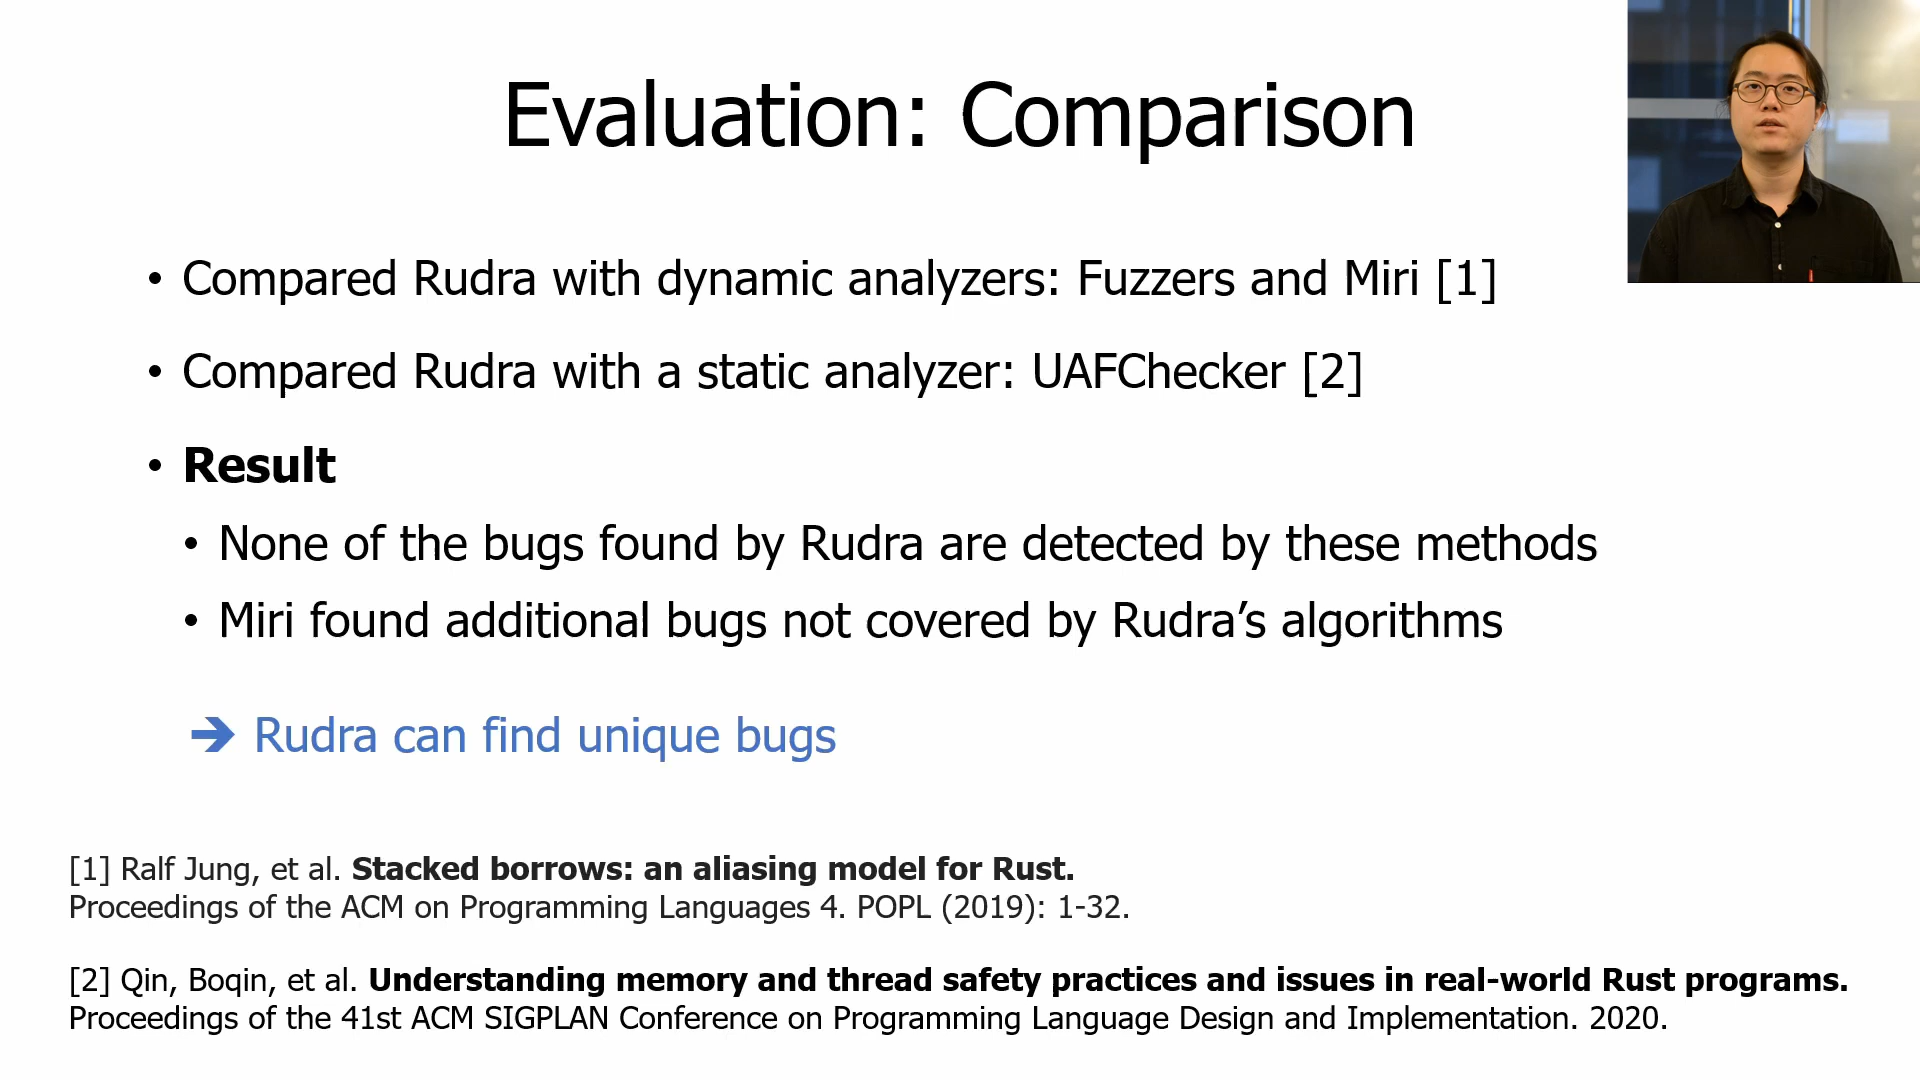 Evaluation: Comparison
• Compared Rudra with dynamic analyzers: Fuzzers and Miri [1]
• Compared Rudra with a static analyzer: UAFChecker [2]
• Result
• None of the bugs found by Rudra are detected by these methods
• Miri found additional bugs not covered by Rudra’s algorithms
➔ Rudra can find unique bugs
[1] Ralf Jung, et al. Stacked borrows: an aliasing model for Rust.
Proceedings of the ACM on Programming Languages 4. POPL (2019): 1-32.
[2] Qin, Boqin, et al. Understanding memory and thread safety practices and issues in real-world Rust programs.
Proceedings of the 41st ACM SIGPLAN Conference on Programming Language Design and Implementation. 2020.